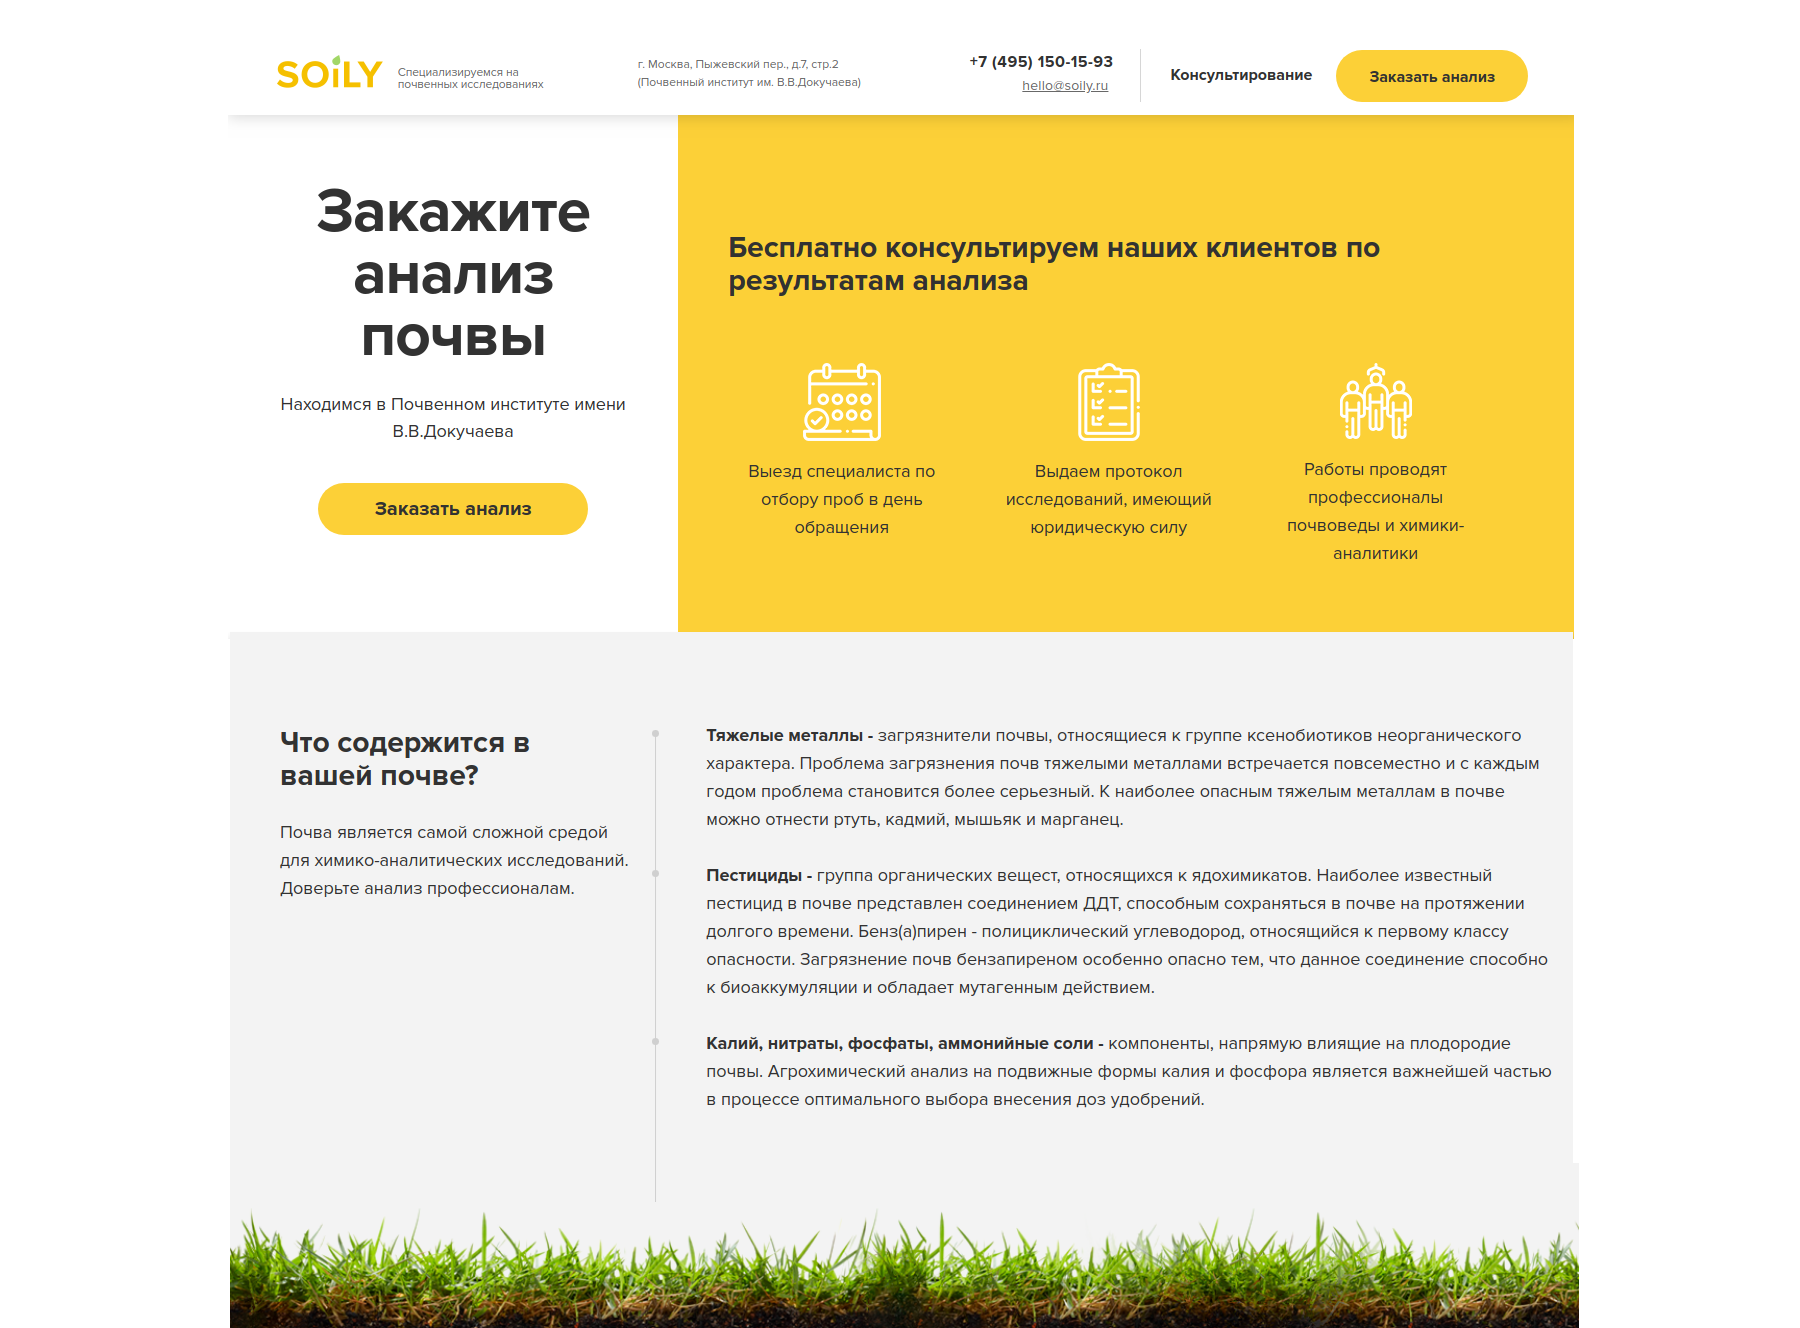 SOiLY
Специализируемся на
почвенных исследованиях
г. Москва, Пыжевский пер., д.7, стр.2
(Почвенный институт им. В.В.Докучаева)
+7 (495) 150-15-93
hello@soily.ru
Консультирование
Заказать анализ
Закажите
анализ
почвы
Находимся в Почвенном институте имени
В.В.Докучаева
Заказать анализ
Бесплатно консультируем наших клиентов по
результатам анализа
Выезд специалиста по
отбору проб в день
обращения
Выдаем протокол
исследований, имеющий
юридическую силу
Работы проводят
профессионалы
почвоведы и химики-
аналитики
Что содержится в
вашей почве?
Почва является самой сложной средой
для химико-аналитических исследований.
Доверьте анализ профессионалам.
Тяжелые металлы - загрязнители почвы, относящиеся к группе ксенобиотиков неорганического
характера. Проблема загрязнения почв тяжелыми металлами встречается повсеместно и с каждым
годом проблема становится более серьезный. К наиболее опасным тяжелым металлам в почве
можно отнести ртуть, кадмий, мышьяк и марганец.
Пестициды - группа органических вещест, относящихся к ядохимикатов. Наиболее известный
пестицид в почве представлен соединением ДДТ, способным сохраняться в почве на протяжении
долгого времени. Бенз(а)пирен - полициклический углеводород, относящийся к первому классу
опасности. Загрязнение почв бензапиреном особенно опасно тем, что данное соединение способно
к биоаккумуляции и обладает мутагенным действием.
Калий, нитраты, фосфаты, аммонийные соли - компоненты, напрямую влияющие на плодородие
почвы. Агрохимический анализ на подвижные формы калия и фосфора является важнейшей частью
в процессе оптимального выбора внесения доз удобрений.